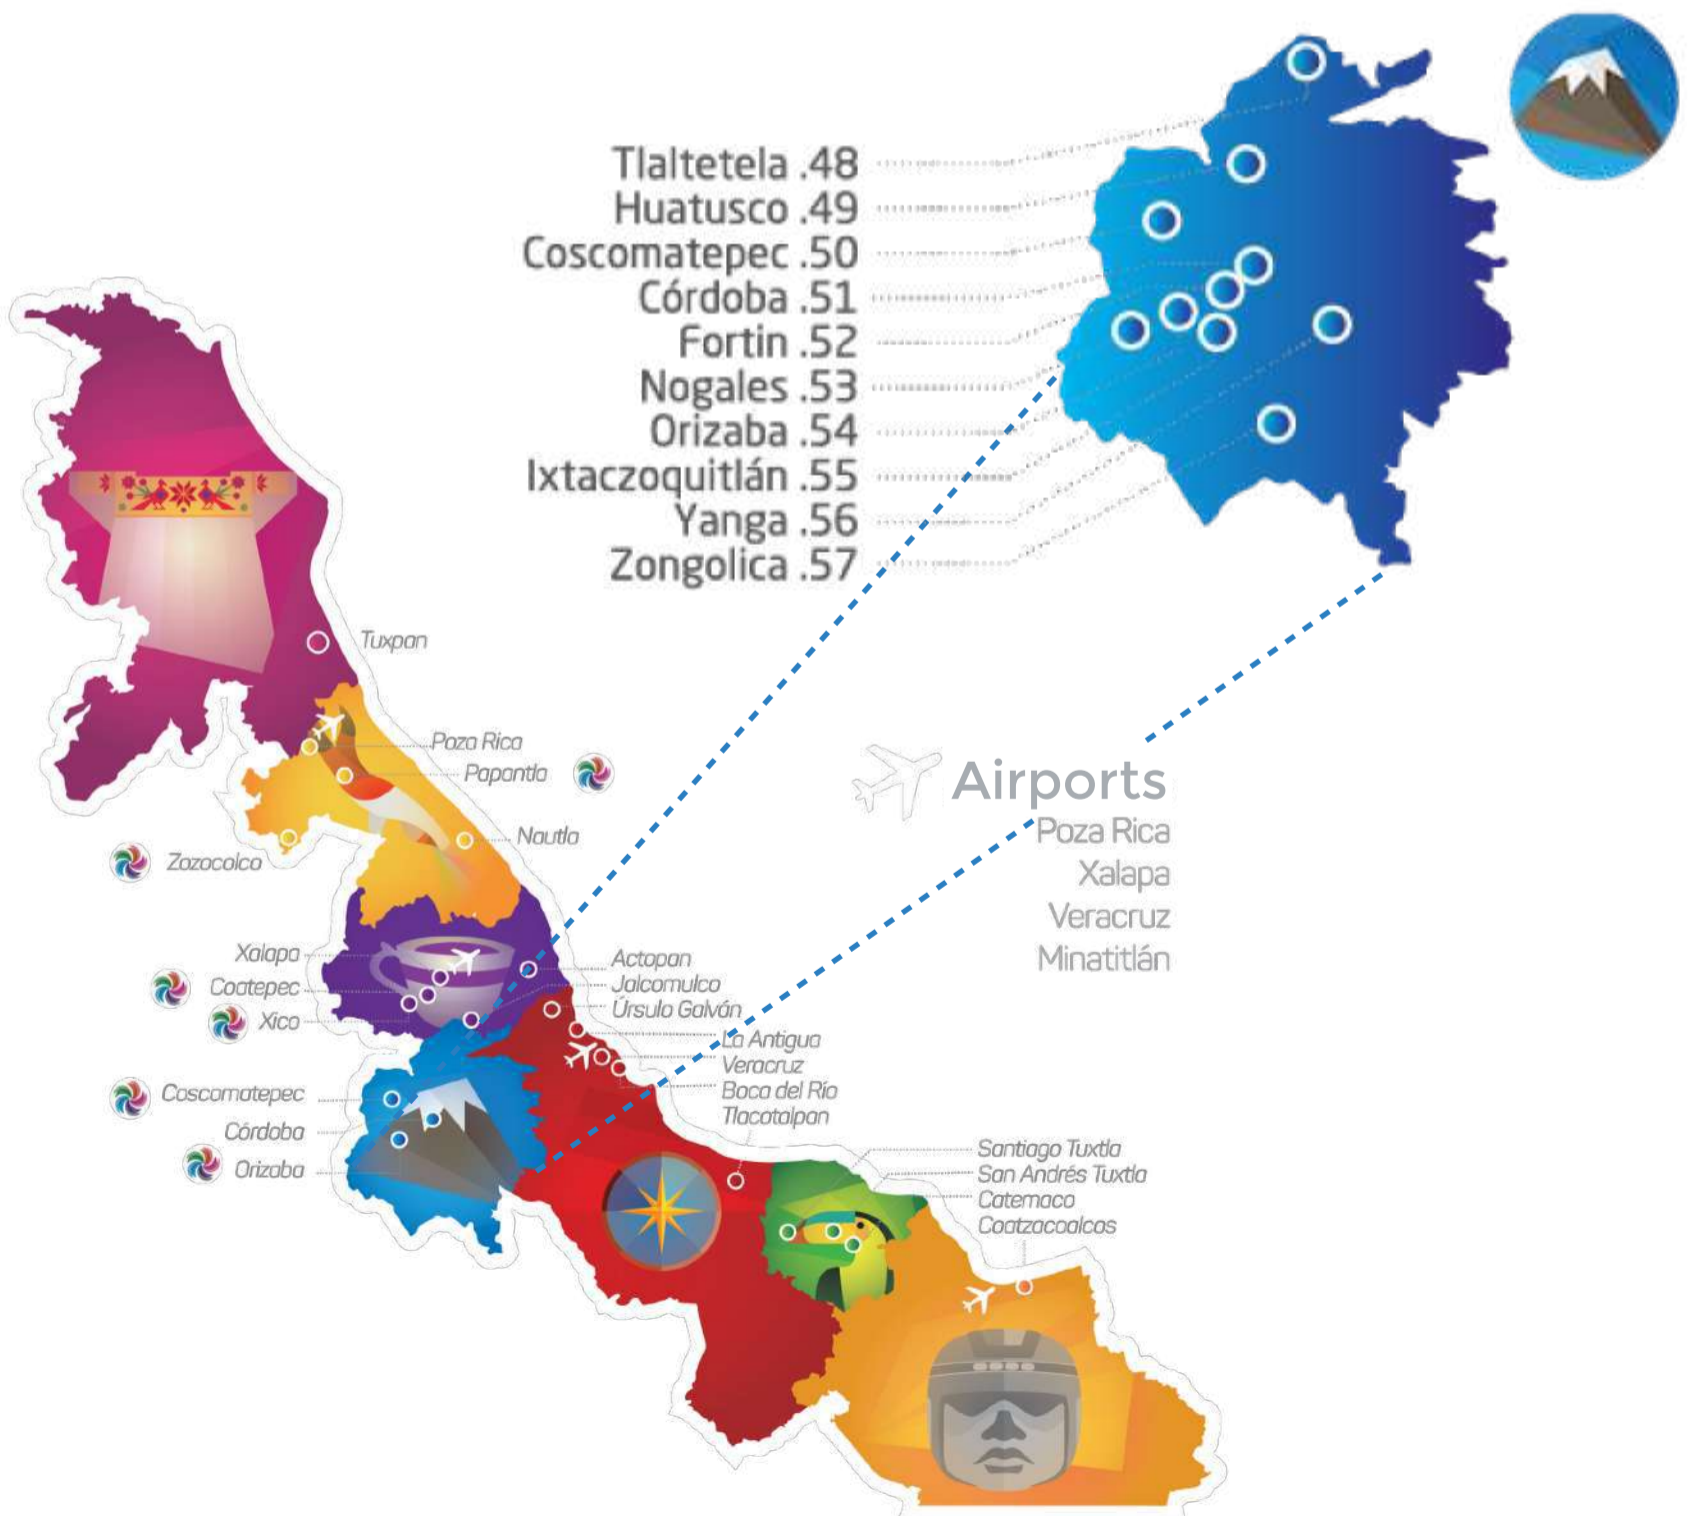 Tlaltetela .48
Huatusco .49
Coscomatepec .50
Córdoba .51
Fortin .52
Nogales .53
Orizaba .54
Ixtaczoquitlán .55
Yanga .56
Zongolica .57
Tuxpan
Poza Rica
Papantla
Nautla
Zozocolco
Airports
Poza Rica
Xalapa
Veracruz
Minatitlán
Xalapa
Coatepec
Xico
Actopan
Jalcomulco
Úrsulo Galván
La Antigua
Veracruz
Boca del Río
Tlacotalpan
Coscomatepec
Córdoba
Orizaba
Santiago Tuxtla
San Andrés Tuxtla
Catemaco
Coatzacoalcos